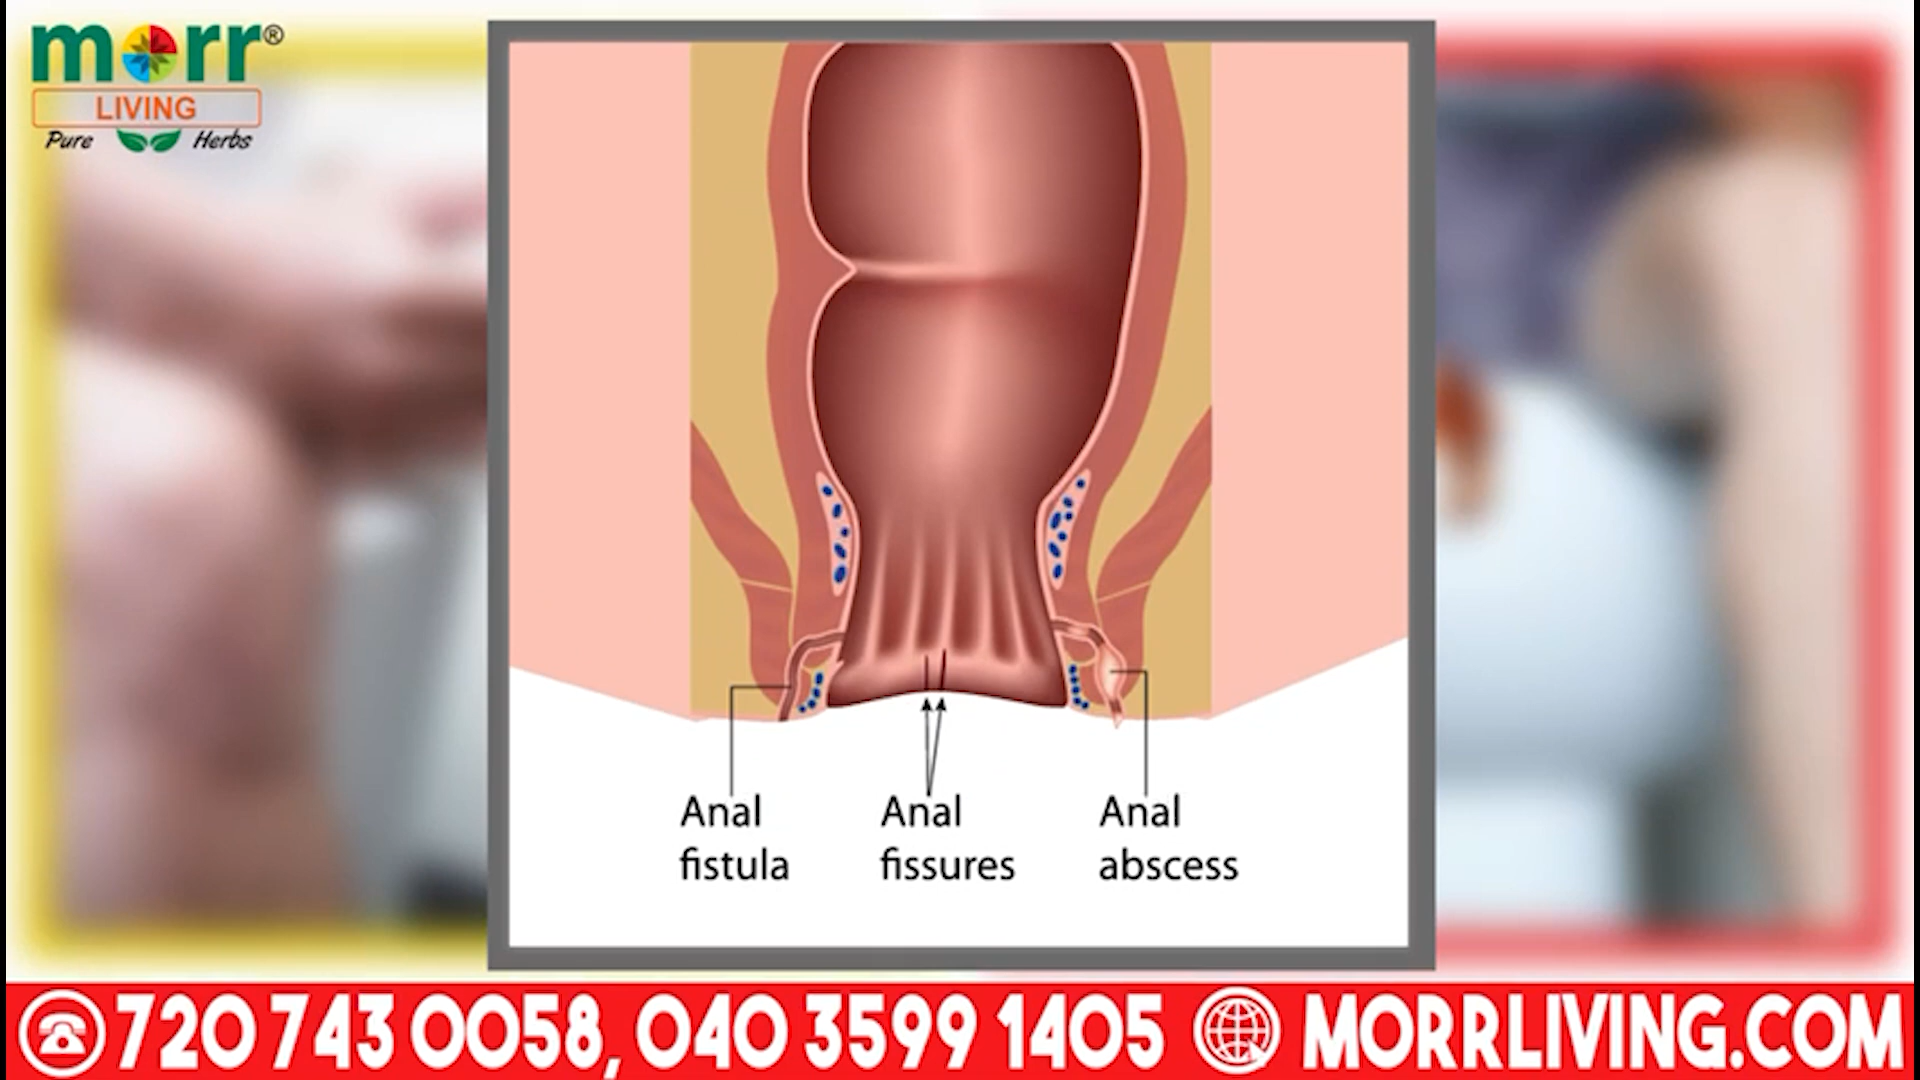 morr®
LIVING
Pure Herbs
Anal
fistula
Anal
fissures
Anal
abscess
720 743 0058, 040 3599 1405 MORRLIVING.COM